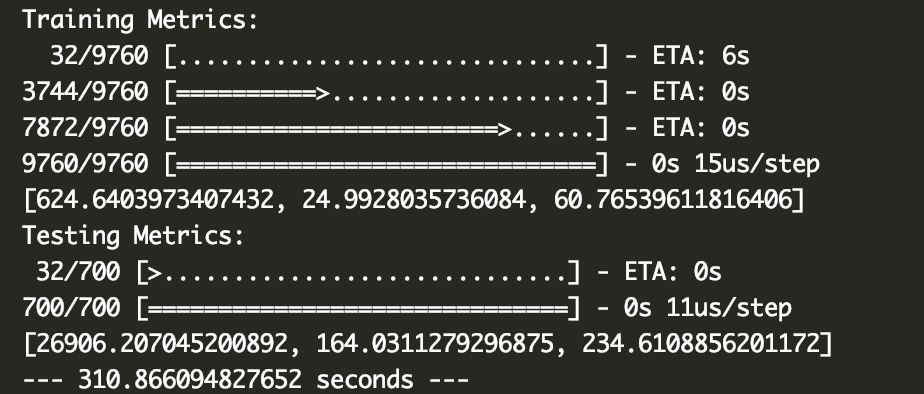 Training Metrics:
32/9760 [..............................] - ETA: 6s
3744/9760 [==========>...................] - ETA: 0s
7872/9760 [=======================>......] - ETA: 0s
9760/9760 [==============================] - 0s 15us/step
[624.6403973407432, 24.9928035736084, 60.76539611816406]
Testing Metrics:
32/700 [>.............................] - ETA: 0s
700/700 [==============================] - 0s 11us/step
[26906.207045200892, 164.0311279296875, 234.6108856201172]
--- 310.866094827652 seconds ---